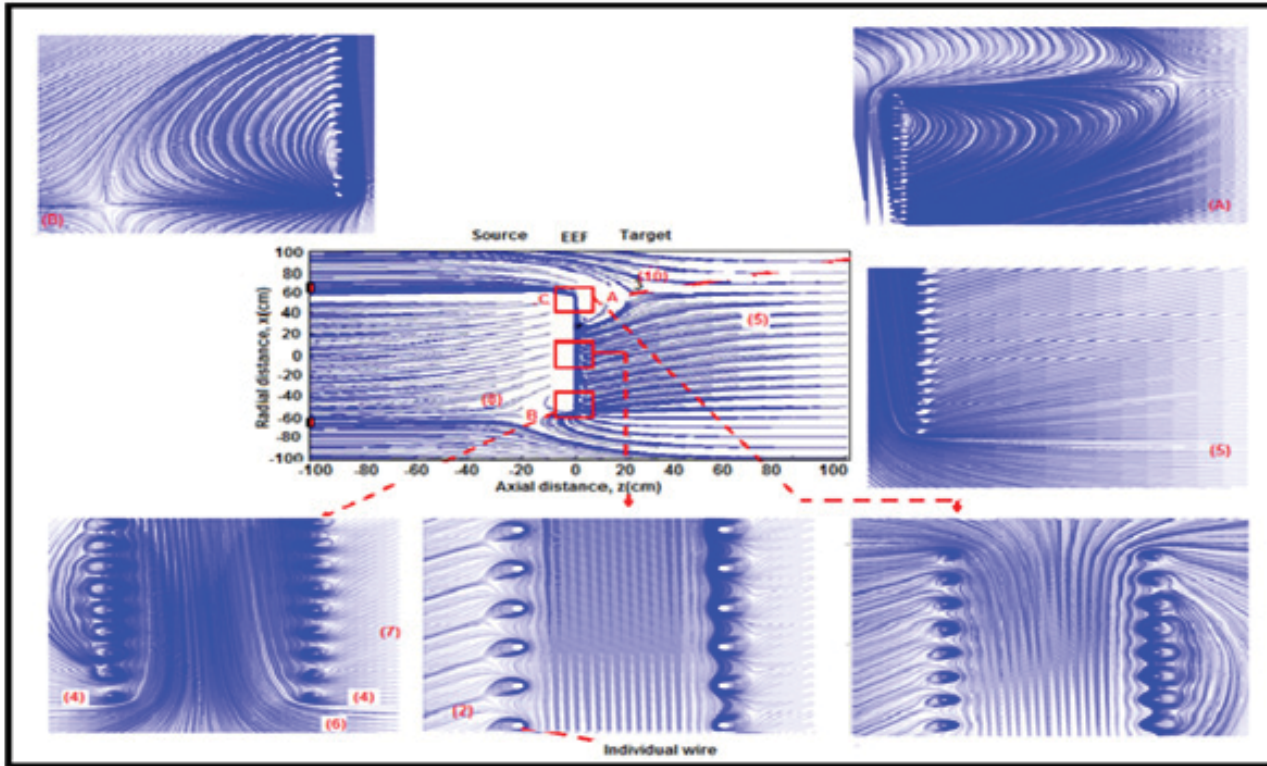 (B)
(A)
Source EEF Target
100
80
60
40
20
0
-20
-40
-60
-80
-100
Radial distance, x(cm)
(10)
C
A
(5)
(8)
B
-100 -80 -60 -40 -20 0 20 40 60 80 100
Axial distance, z(cm)
(5)
(7)
(4) (4)
(6)
(2)
Individual wire